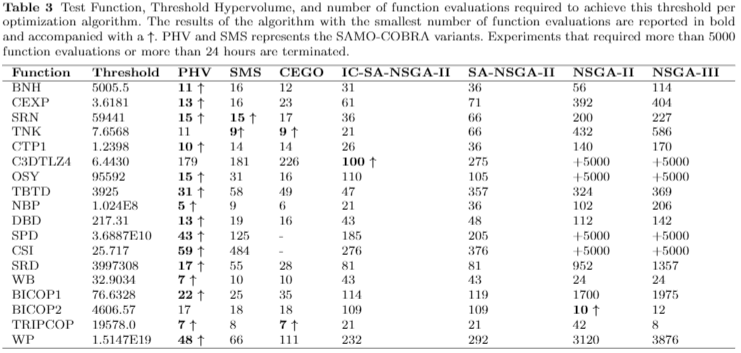 Table 3 Test Function, Threshold Hypervolume, and number of function evaluations required to achieve this threshold per
optimization algorithm. The results of the algorithm with the smallest number of function evaluations are reported in bold
and accompanied with a ↑. PHV and SMS represents the SAMO-COBRA variants. Experiments that required more than 5000
function evaluations or more than 24 hours are terminated.
Function Threshold PHV SMS CEGO IC-SA-NSGA-II SA-NSGA-II NSGA-II NSGA-III
BNH 5005.5 11 ↑ 16 12 31 36 56 114
CEXP 3.6181 13 ↑ 16 23 61 71 392 404
SRN 59441 15 ↑ 15 ↑ 17 36 66 200 227
TNK 7.6568 11 9↑ 9 ↑ 21 66 432 586
CTP1 1.2398 10 ↑ 14 14 26 36 140 170
C3DTLZ4 6.4430 179 181 226 100 ↑ 275 +5000 +5000
OSY 95592 15 ↑ 31 16 110 105 +5000 +5000
TBTD 3925 31 ↑ 58 49 47 357 324 369
NBP 1.024E8 5 ↑ 9 6 21 36 102 206
DBD 217.31 13 ↑ 19 16 43 48 112 142
SPD 3.6887E10 43 ↑ 125 - 185 205 +5000 +5000
CSI 25.717 59 ↑ 484 - 276 376 +5000 +5000
SRD 3997308 17 ↑ 55 28 81 81 952 1357
WB 32.9034 7 ↑ 10 10 43 43 24 24
BICOP1 76.6328 22 ↑ 25 35 114 119 1700 1975
BICOP2 4606.57 17 18 18 109 109 10 ↑ 12
TRIPCOP 19578.0 7 ↑ 8 7 ↑ 21 21 42 8
WP 1.5147E19 48 ↑ 66 111 232 292 3120 3876